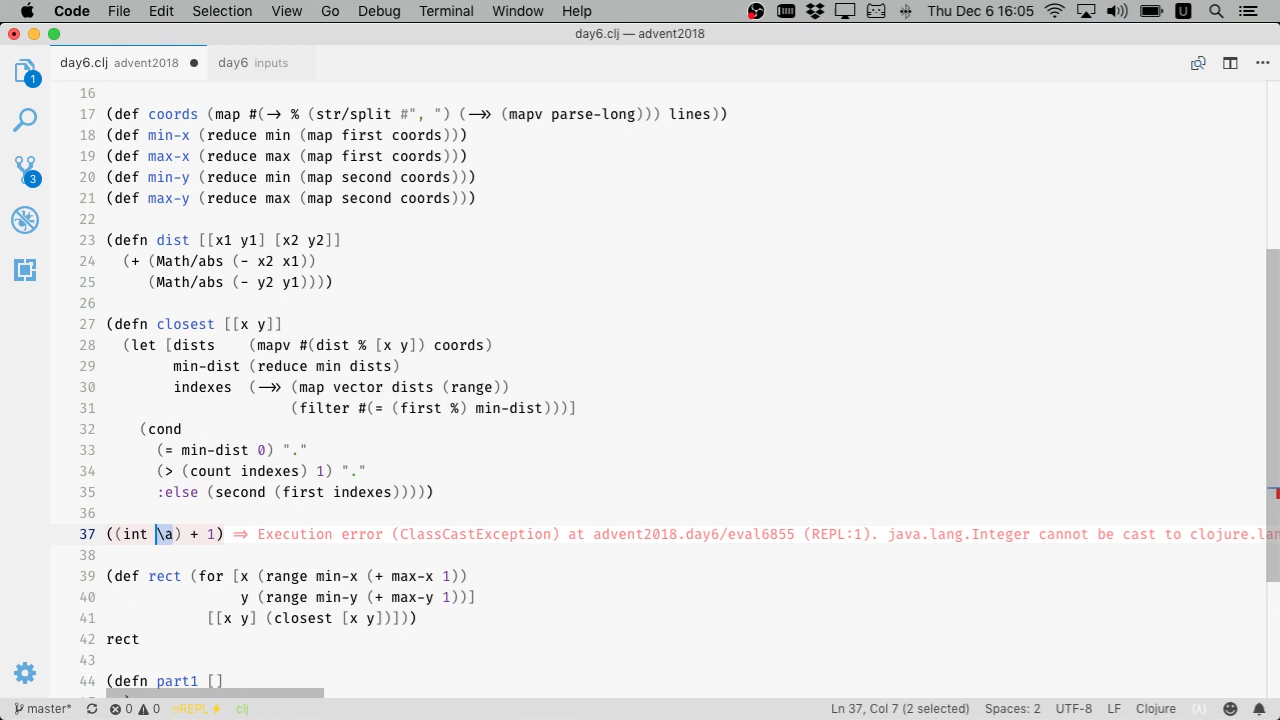 Code File Edit Selection View Go Debug Terminal Window Help Thu Dec 6 16:05 U
day6.clj — advent2018
day6.clj advent2018 ● day6 inputs
1
3
16
17 (def coords (map #(-> % (str/split #", ") (->> (mapv parse-long))) lines))
18 (def min-x (reduce min (map first coords)))
19 (def max-x (reduce max (map first coords)))
20 (def min-y (reduce min (map second coords)))
21 (def max-y (reduce max (map second coords)))
22
23 (defn dist [[x1 y1] [x2 y2]]
24 (+ (Math/abs (- x2 x1))
25 (Math/abs (- y2 y1))))
26
27 (defn closest [[x y]]
28 (let [dists (mapv #(dist % [x y]) coords)
29 min-dist (reduce min dists)
30 indexes (->> (map vector dists (range))
31 (filter #(= (first %) min-dist)))]
32 (cond
33 (= min-dist 0) "."
34 (> (count indexes) 1) "."
35 :else (second (first indexes)))))
36
37 ((int \a) + 1) => Execution error (ClassCastException) at advent2018.day6/eval6855 (REPL:1). java.lang.Integer cannot be cast to clojure.lan
38
39 (def rect (for [x (range min-x (+ max-x 1))
40 y (range min-y (+ max-y 1))]
41 [[x y] (closest [x y])]))
42 rect
43
44 (defn part1 []
master* 0 0 nREPL⚡ clj Ln 37, Col 7 (2 selected) Spaces: 2 UTF-8 LF Clojure (λ)